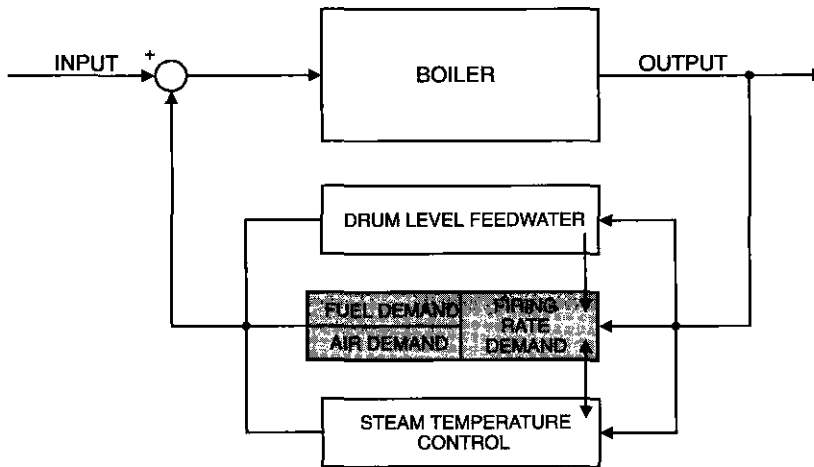 INPUT
+
BOILER
OUTPUT
DRUM LEVEL FEEDWATER
FUEL DEMAND
AIR DEMAND
FIRING
RATE
DEMAND
STEAM TEMPERATURE
CONTROL